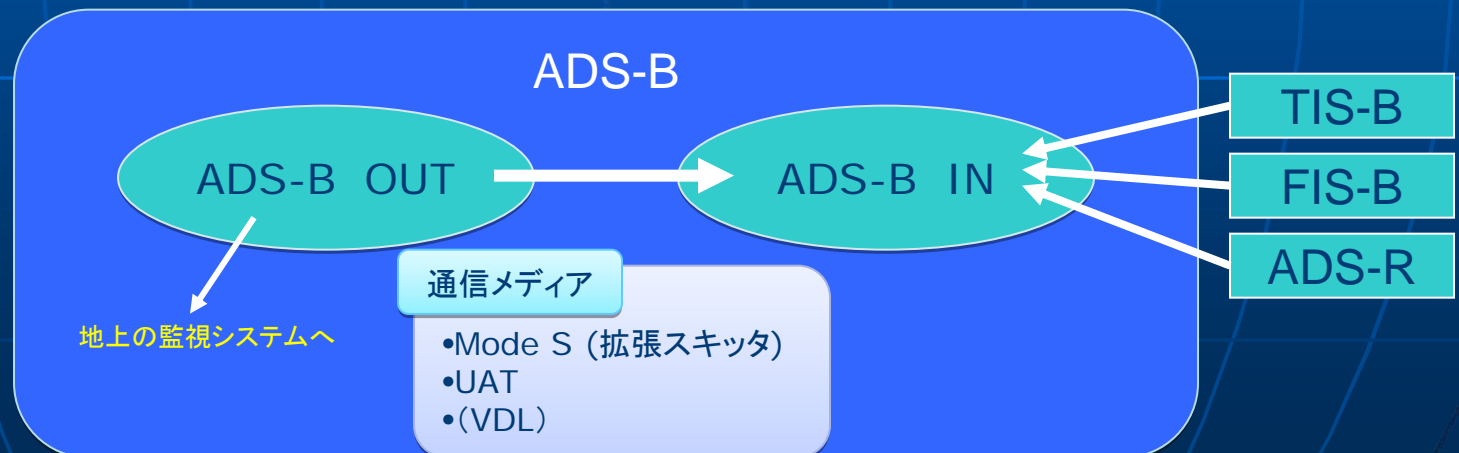 ADS-B
ADS-B OUT
ADS-B IN
TIS-B
FIS-B
ADS-R
地上の監視システムへ
通信メディア
•Mode S (拡張スキッタ)
•UAT
•(VDL)